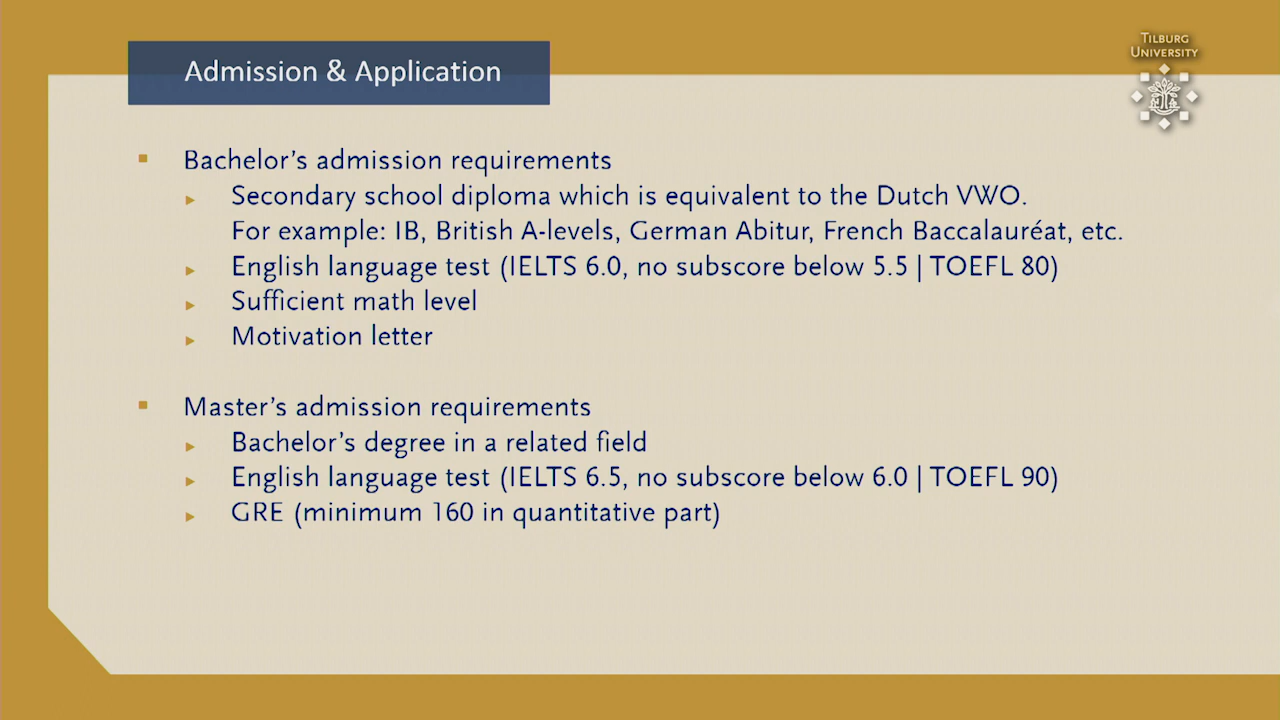 TILBURG
UNIVERSITY
Admission & Application
Bachelor's admission requirements
Secondary school diploma which is equivalent to the Dutch VWO.
For example: IB, British A-levels, German Abitur, French Baccalauréat, etc.
English language test (IELTS 6.0, no subscore below 5.5 | TOEFL 80)
Sufficient math level
Motivation letter
Master's admission requirements
Bachelor's degree in a related field
English language test (IELTS 6.5, no subscore below 6.0 | TOEFL 90)
GRE (minimum 160 in quantitative part)